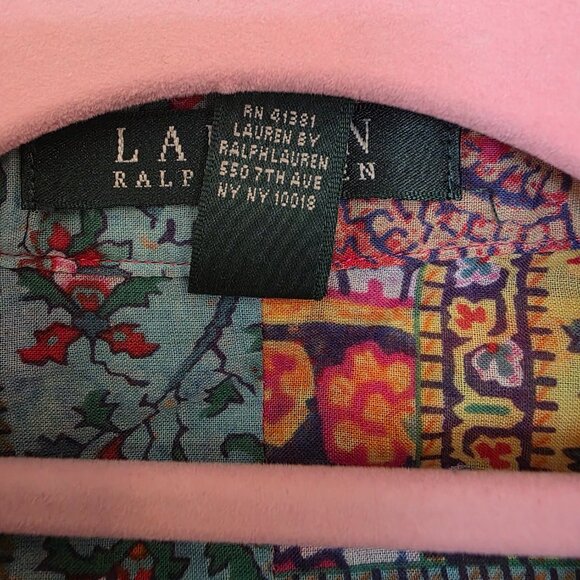 RN 41381
LAUREN BY
RALPHLAUREN
550 7TH AVE
NY NY 10018
LA N
RALP EN